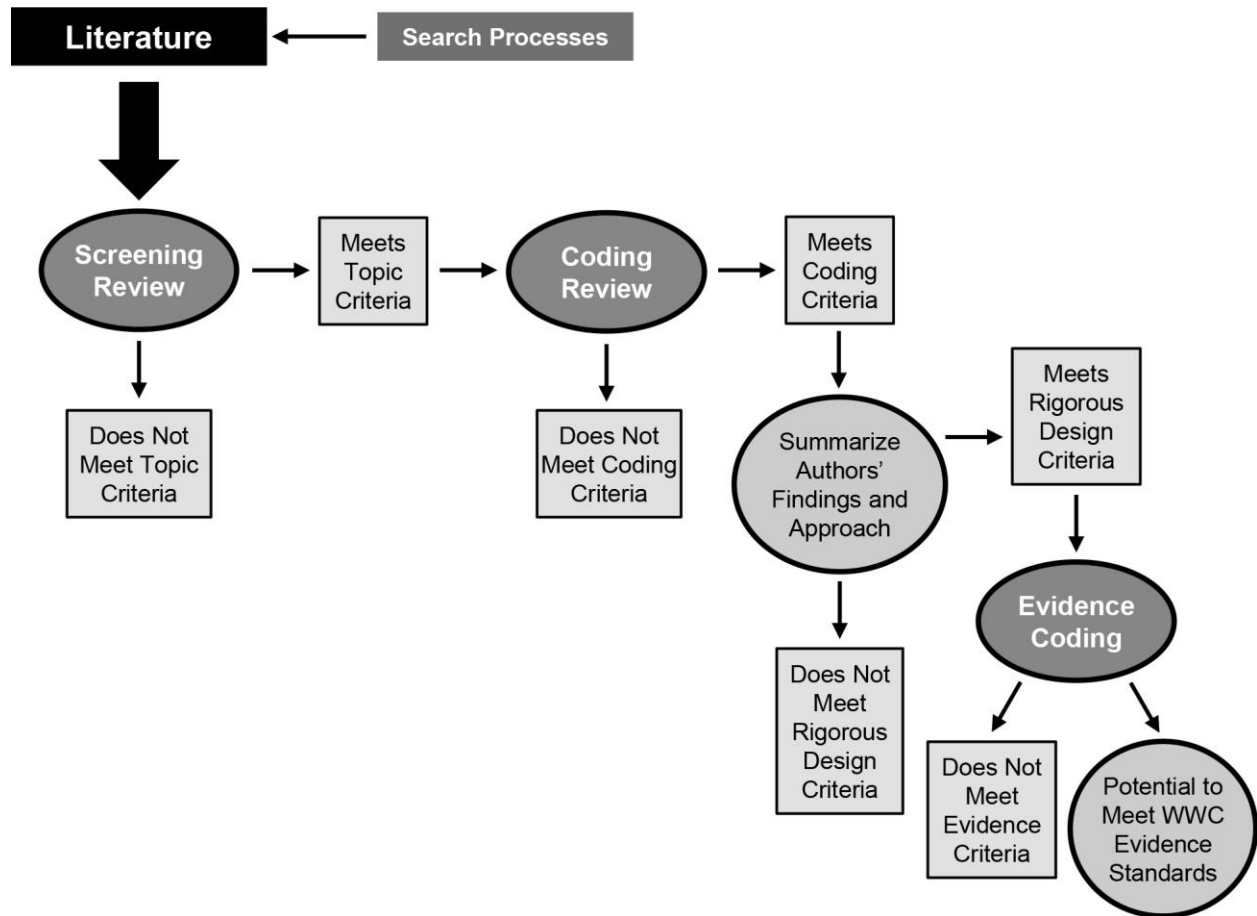 Literature
Search Processes
Screening
Review
Meets
Topic
Criteria
Coding
Review
Meets
Coding
Criteria
Does Not
Meet Topic
Criteria
Does Not
Meet Coding
Criteria
Summarize
Authors’
Findings and
Approach
Meets
Rigorous
Design
Criteria
Evidence
Coding
Does Not
Meet
Rigorous
Design
Criteria
Does Not
Meet
Evidence
Criteria
Potential to
Meet WWC
Evidence
Standards